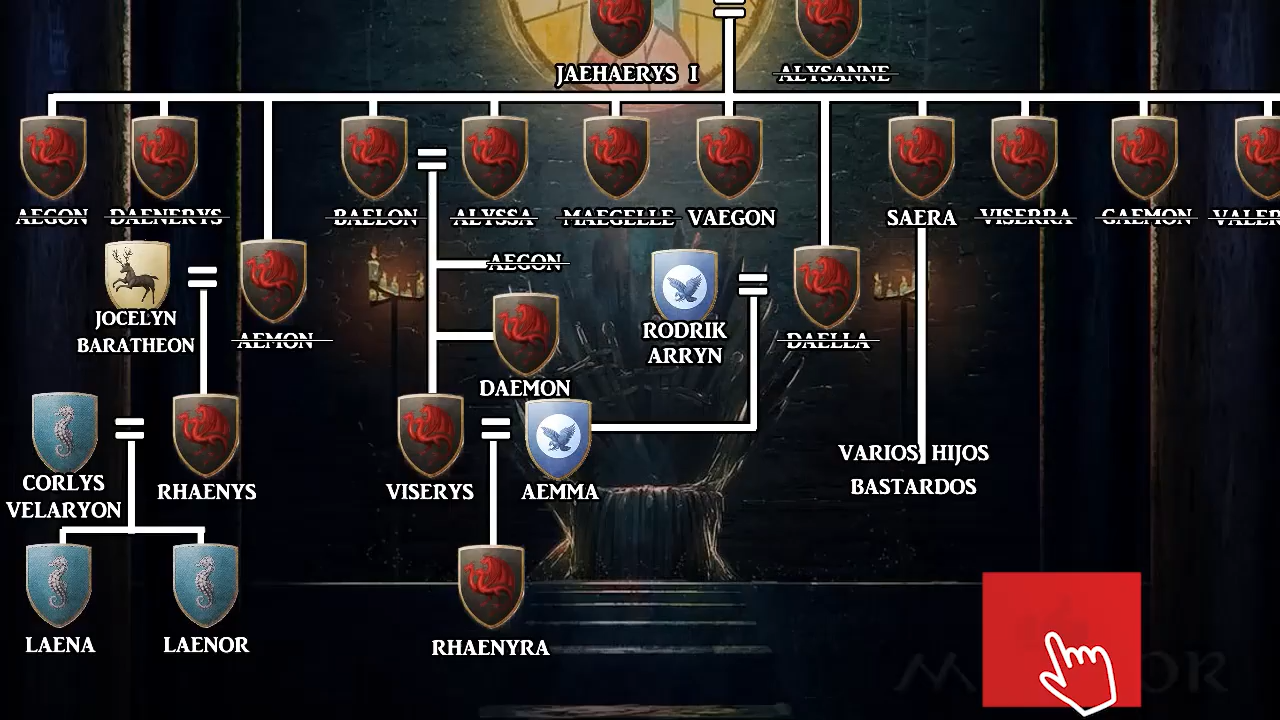 JAEHAERYS I
ALYSANNE
AEGON
DAENERYS
BAELON
ALYSSA
MAEGELLE
VAEGON
SAERA
VISERRA
GAEMON
AEGON
JOCELYN
BARATHEON
AEMON
RODRIK
ARRYN
DAELLA
DAEMON
CORLYS
VELARYON
RHAENYS
VISERYS
AEMMA
VARIOS HIJOS
BASTARDOS
LAENA
LAENOR
RHAENYRA